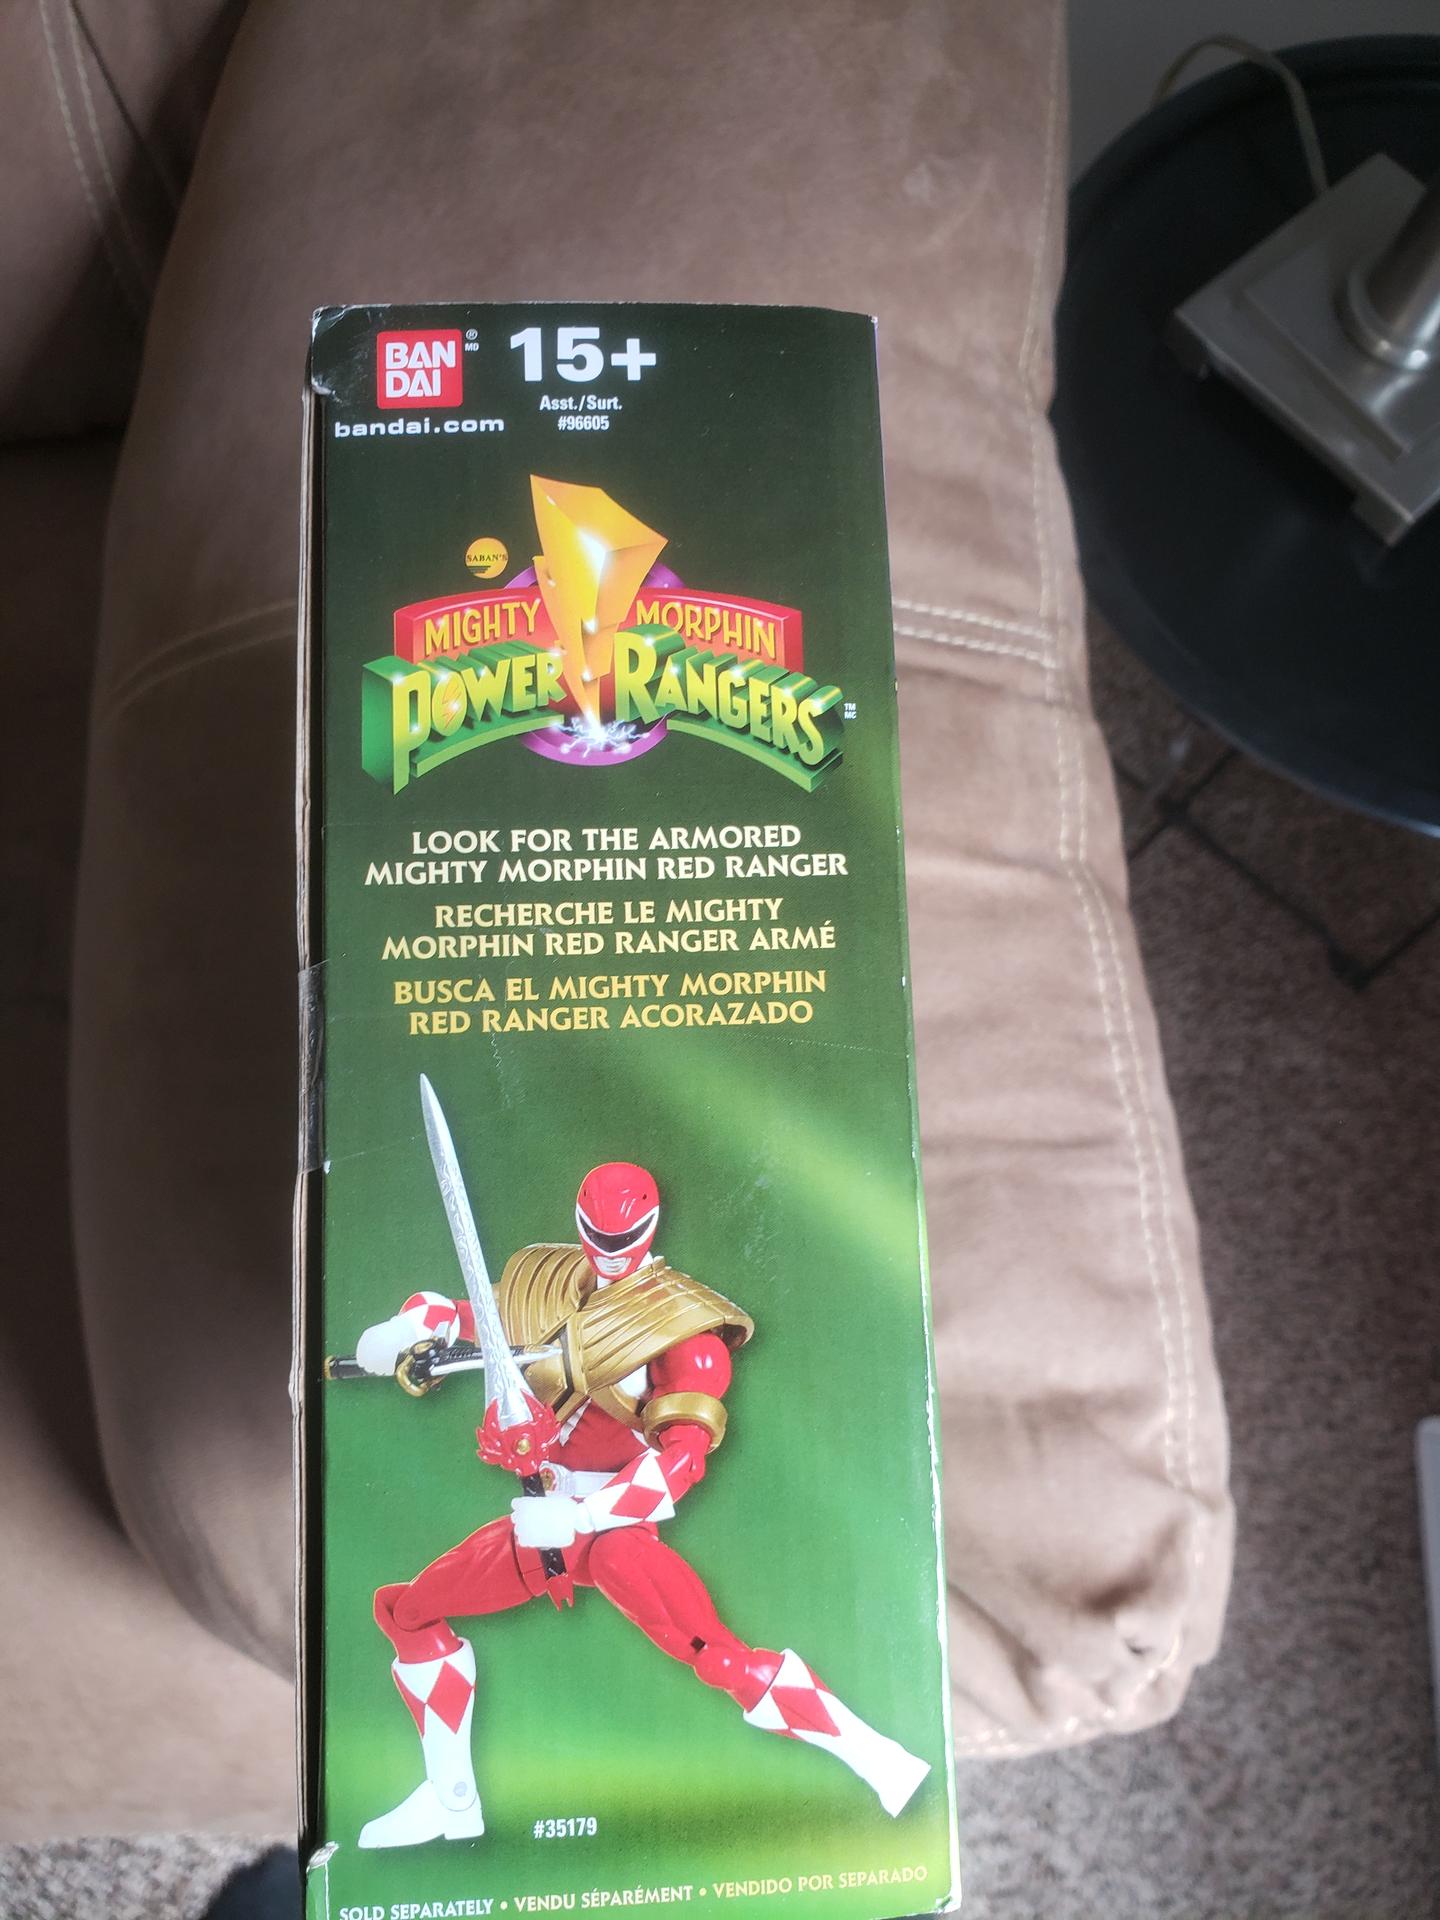 BAN
DAI
®
MD
15+
Asst./Surt.
#96605
bandai.com
SABAN'S
MIGHTY MORPHIN
POWER RANGERS
TM
MC
LOOK FOR THE ARMORED
MIGHTY MORPHIN RED RANGER
RECHERCHE LE MIGHTY
MORPHIN RED RANGER ARMÉ
BUSCA EL MIGHTY MORPHIN
RED RANGER ACORAZADO
#35179
SOLD SEPARATELY • VENDU SÉPARÉMENT • VENDIDO POR SEPARADO